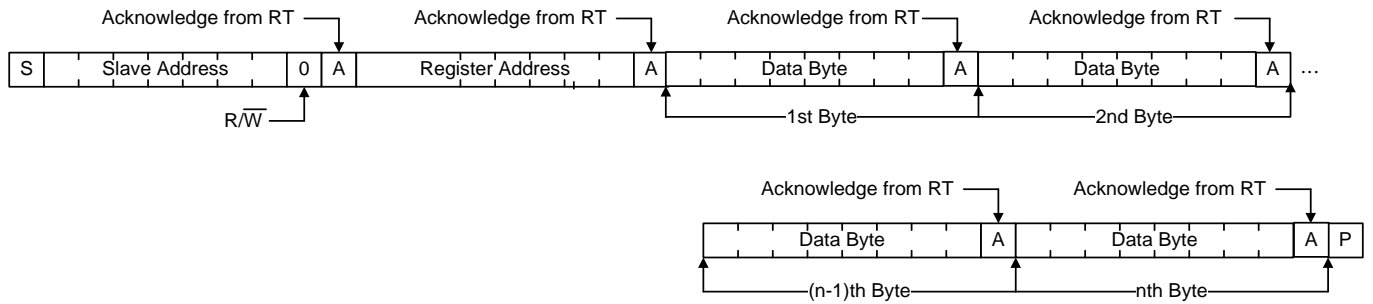 Acknowledge from RT Acknowledge from RT Acknowledge from RT Acknowledge from RT
S Slave Address 0 A Register Address A Data Byte A Data Byte A ...
R/W̅ 1st Byte 2nd Byte
Acknowledge from RT Acknowledge from RT
Data Byte A Data Byte A P
(n-1)th Byte nth Byte